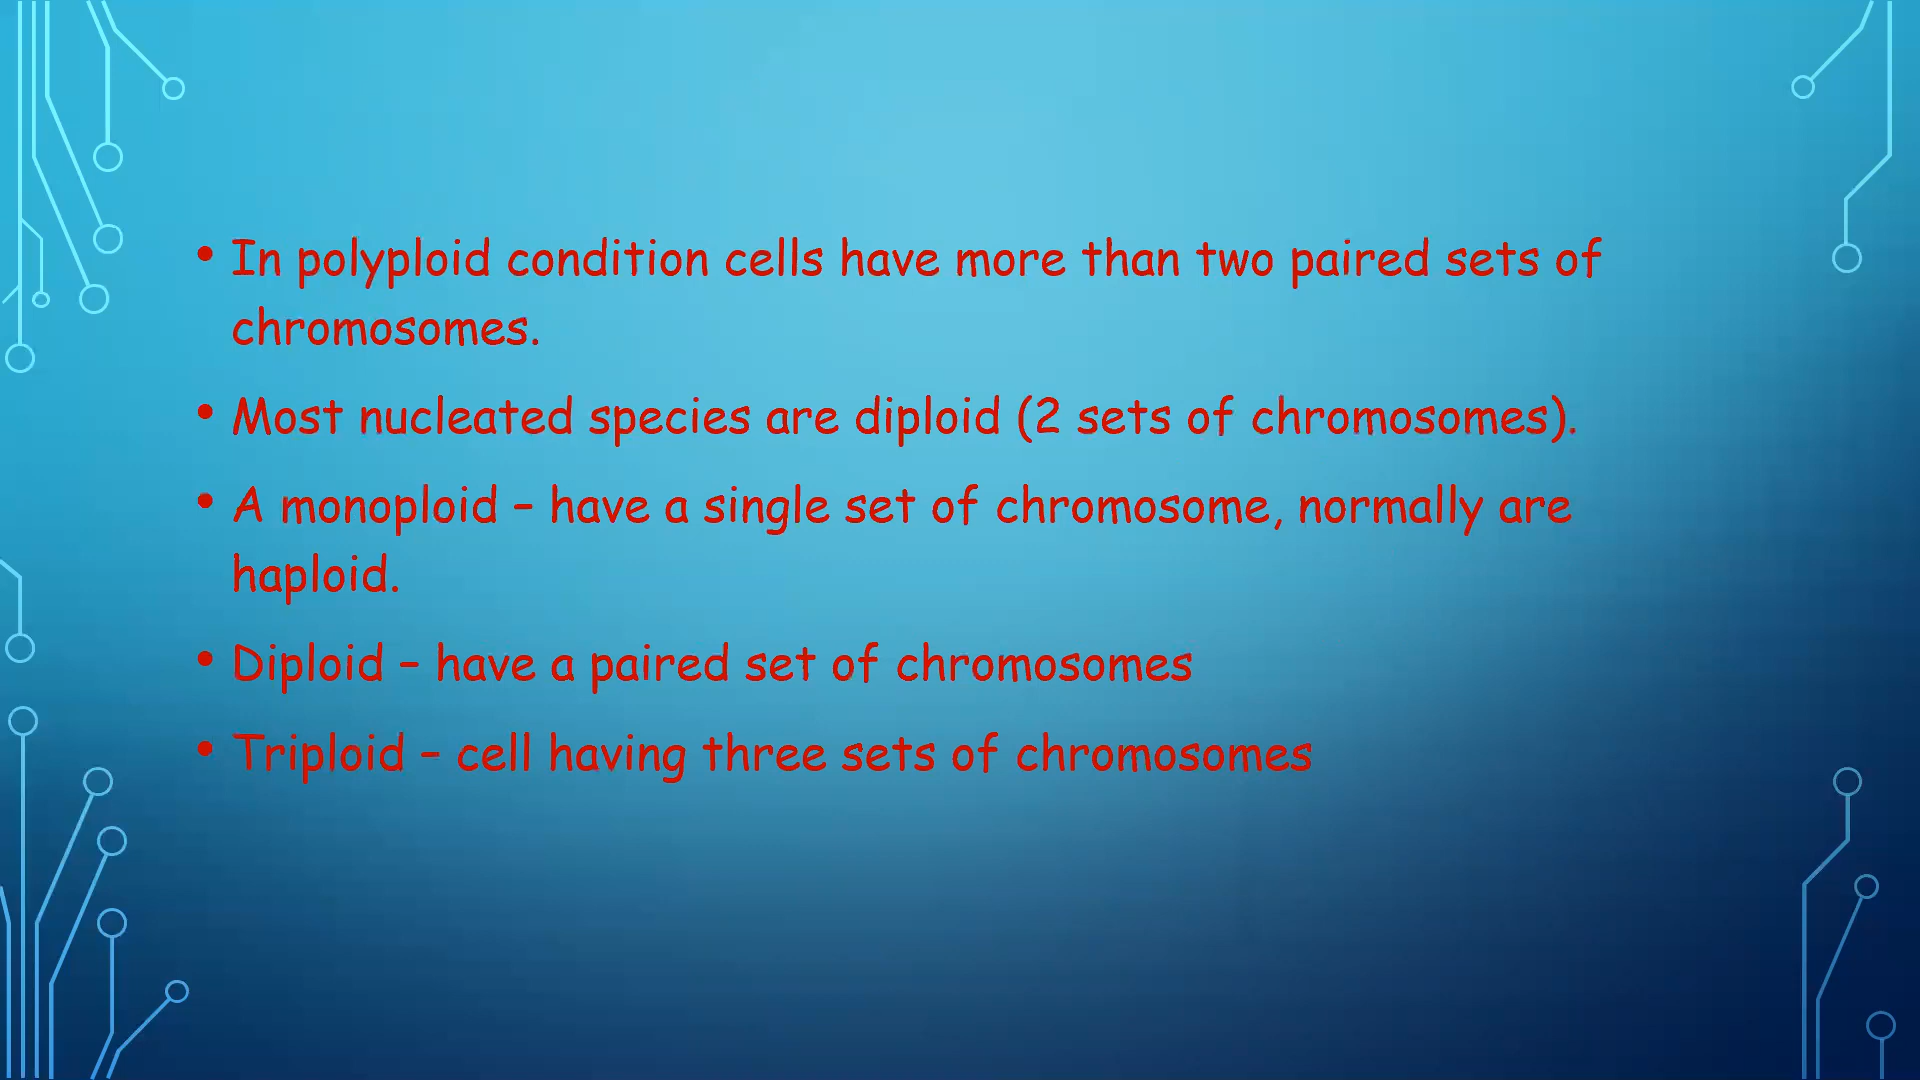 • In polyploid condition cells have more than two paired sets of
chromosomes.
• Most nucleated species are diploid (2 sets of chromosomes).
• A monoploid – have a single set of chromosome, normally are
haploid.
• Diploid – have a paired set of chromosomes
• Triploid – cell having three sets of chromosomes